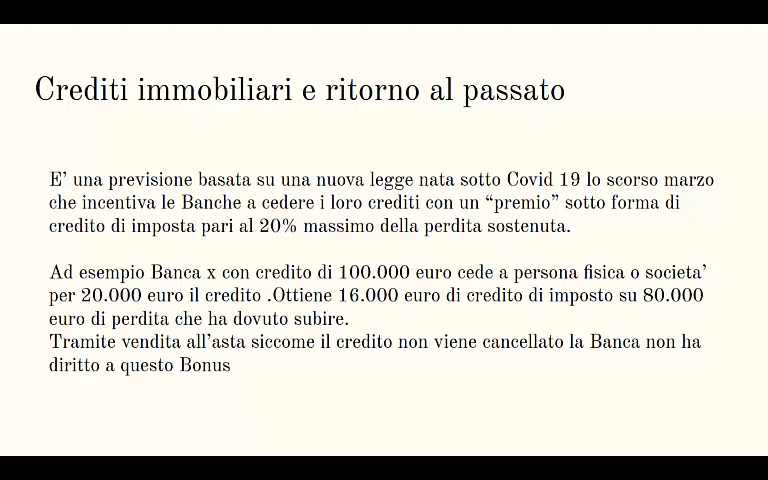 Crediti immobiliari e ritorno al passato
E’ una previsione basata su una nuova legge nata sotto Covid 19 lo scorso marzo
che incentiva le Banche a cedere i loro crediti con un “premio” sotto forma di
credito di imposta pari al 20% massimo della perdita sostenuta.
Ad esempio Banca x con credito di 100.000 euro cede a persona fisica o societa’
per 20.000 euro il credito .Ottiene 16.000 euro di credito di imposto su 80.000
euro di perdita che ha dovuto subire.
Tramite vendita all’asta siccome il credito non viene cancellato la Banca non ha
diritto a questo Bonus